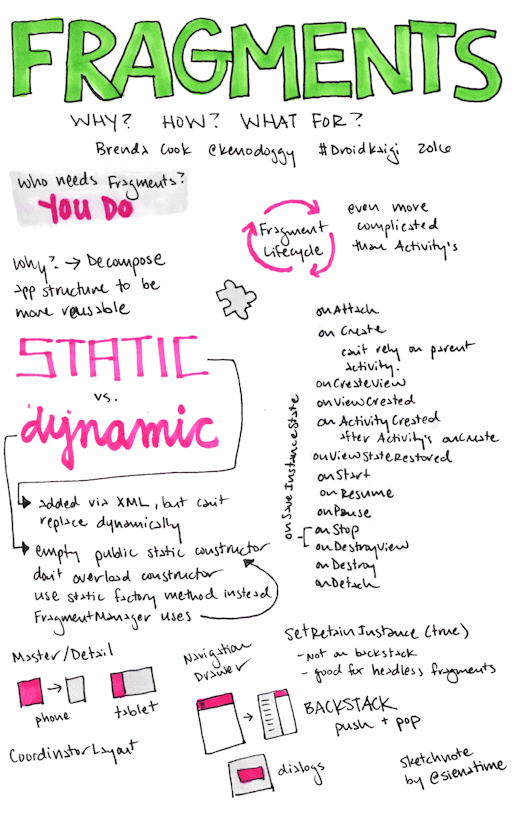 FRAGMENTS
WHY? HOW? WHAT FOR?
Brenda Cook @kenodoggy #DroidKaigi 2016
Who needs Fragments?
YOU DO
Why? → Decompose
app structure to be
more reusable
Fragment
Lifecycle
even more
complicated
than Activity's
STATIC
vs.
dynamic
added via XML, but can't
replace dynamically
empty public static constructor
don't overload constructor
use static factory method instead
FragmentManager uses
onSaveInstanceState
onAttach
onCreate
can't rely on parent
activity.
onCreateView
onViewCreated
onActivityCreated
after Activity's onCreate
onViewStateRestored
onStart
onResume
onPause
onStop
onDestroyView
onDestroy
onDetach
Master/Detail
phone
tablet
CoordinatorLayout
Navigation
Drawer
SetRetainInstance (true)
- Not on backstack
- good for headless fragments
BACKSTACK
push + pop
dialogs
sketchnote
by @sienatime